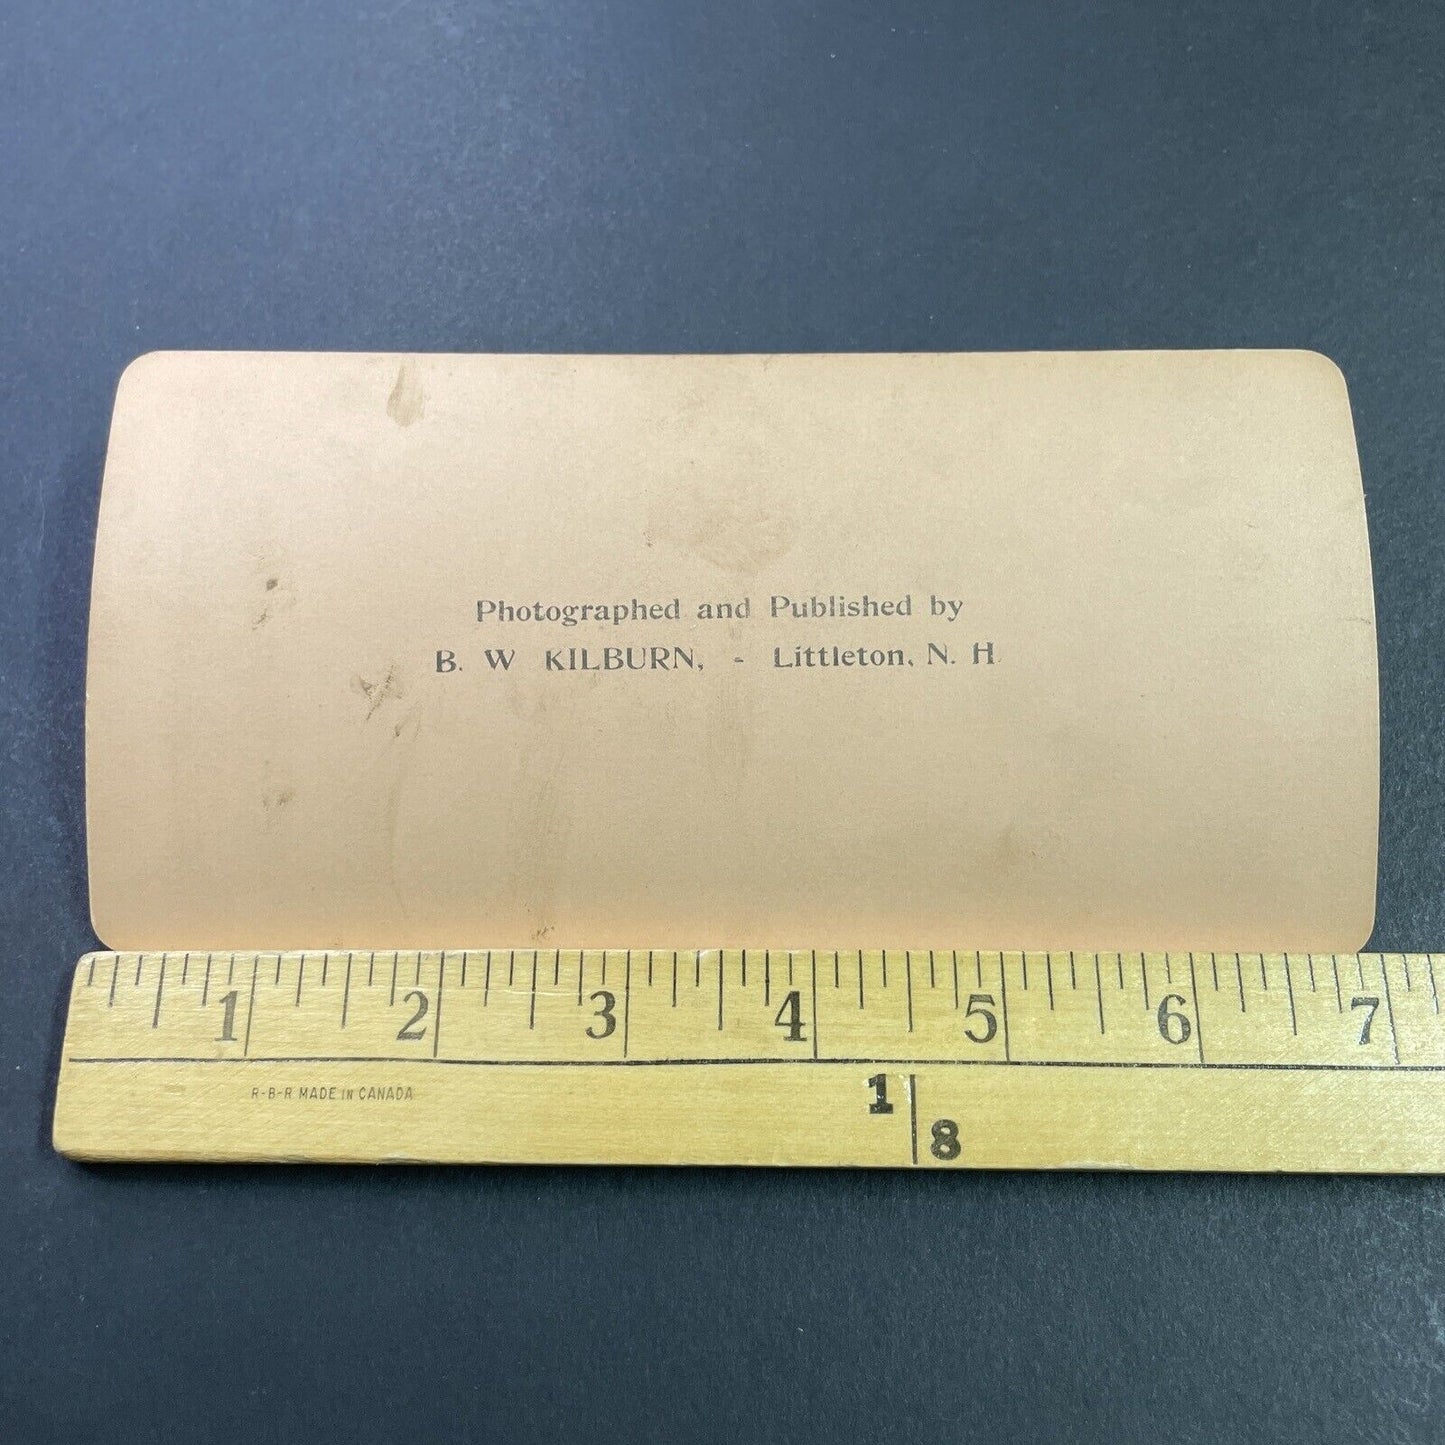 Photographed and Published by
B. W KILBURN, - Littleton, N. H
1 2 3 4 5 6 7
R-B-R MADE IN CANADA
1 8